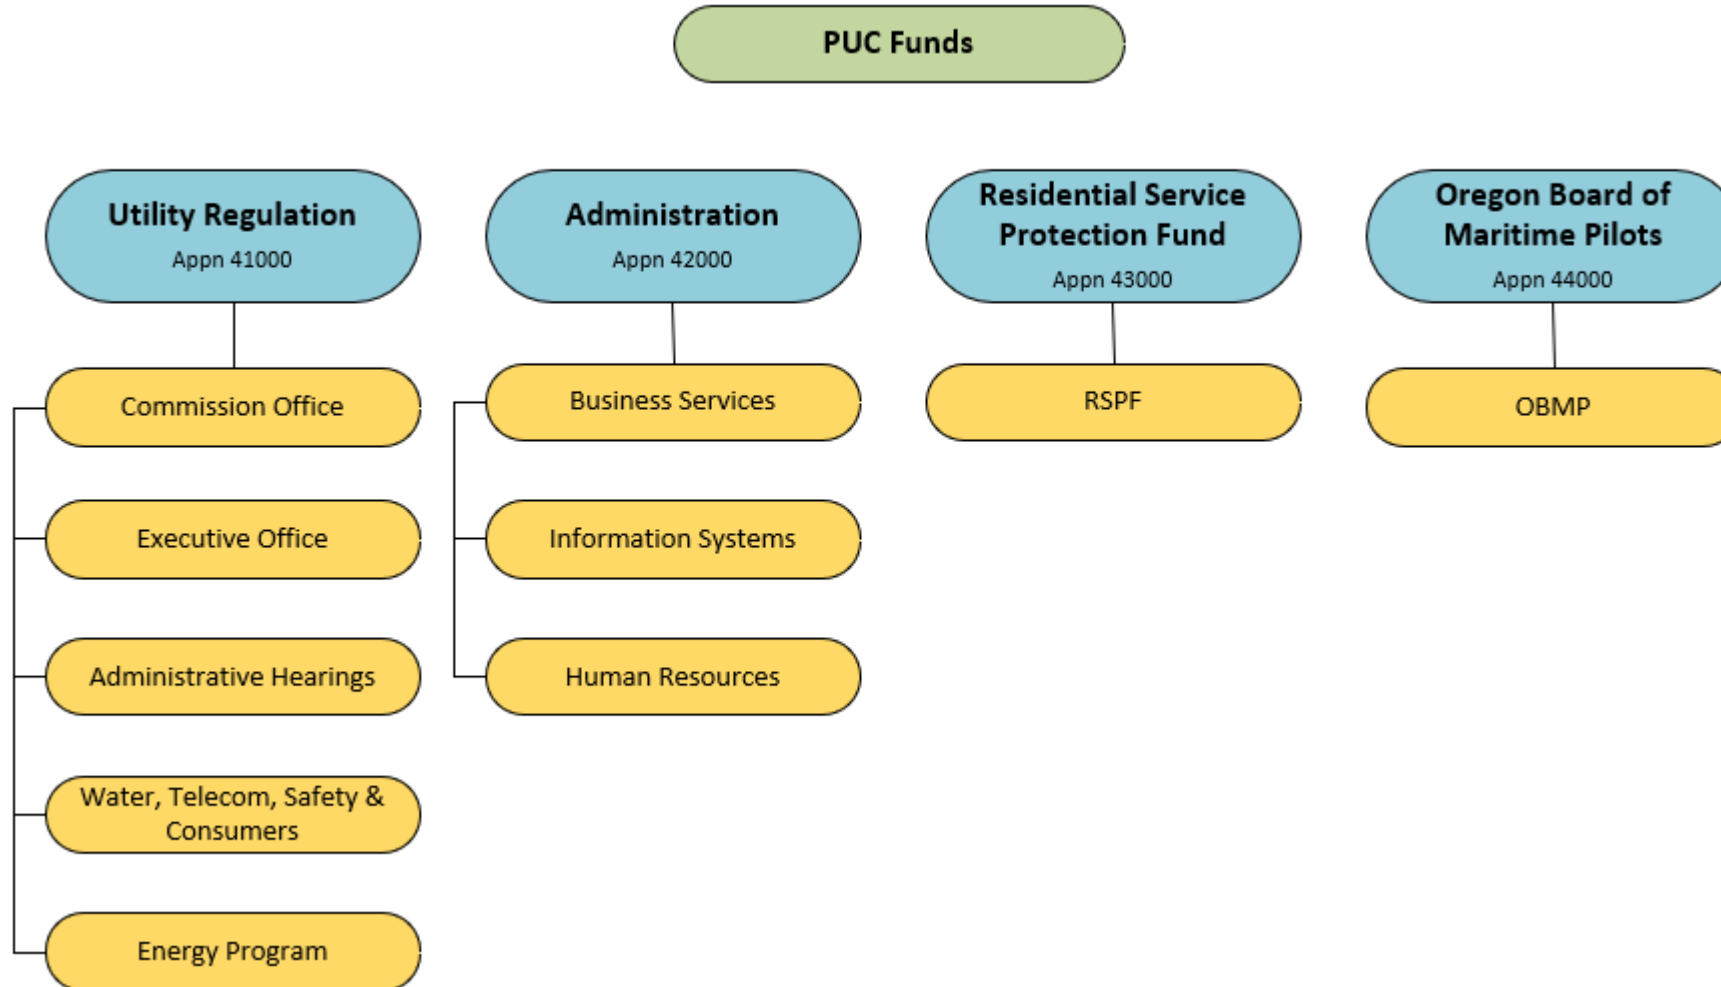 PUC Funds
Utility Regulation
Appn 41000
Administration
Appn 42000
Residential Service
Protection Fund
Appn 43000
Oregon Board of
Maritime Pilots
Appn 44000
Commission Office
Executive Office
Administrative Hearings
Water, Telecom, Safety &
Consumers
Energy Program
Business Services
Information Systems
Human Resources
RSPF
OBMP